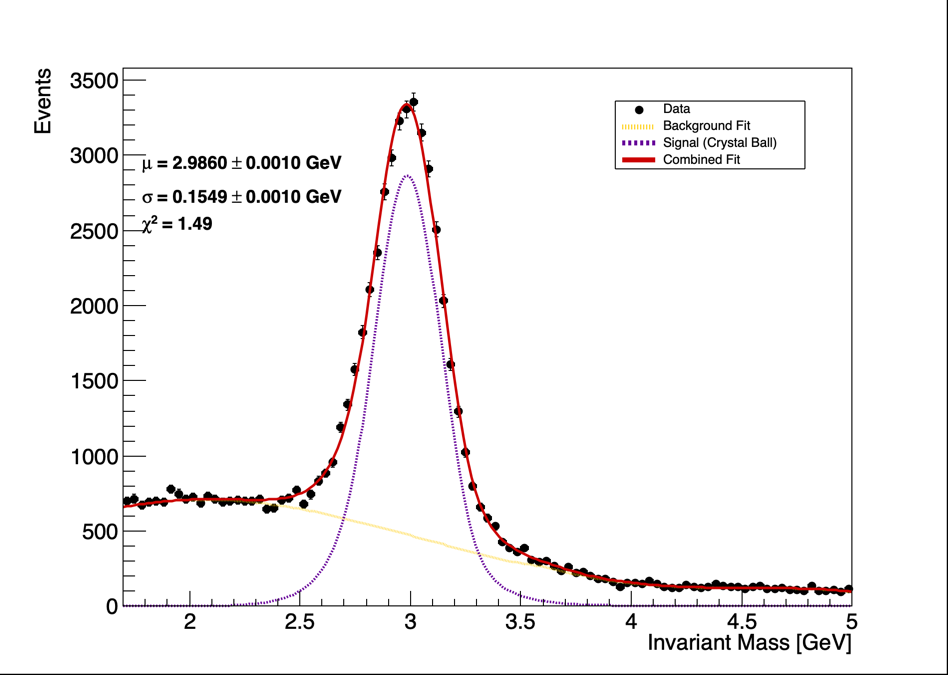 Events
3500
3000
2500
2000
1500
1000
500
0
μ = 2.9860 ± 0.0010 GeV
σ = 0.1549 ± 0.0010 GeV
χ² = 1.49
Data
Background Fit
Signal (Crystal Ball)
Combined Fit
2 2.5 3 3.5 4 4.5 5
Invariant Mass [GeV]